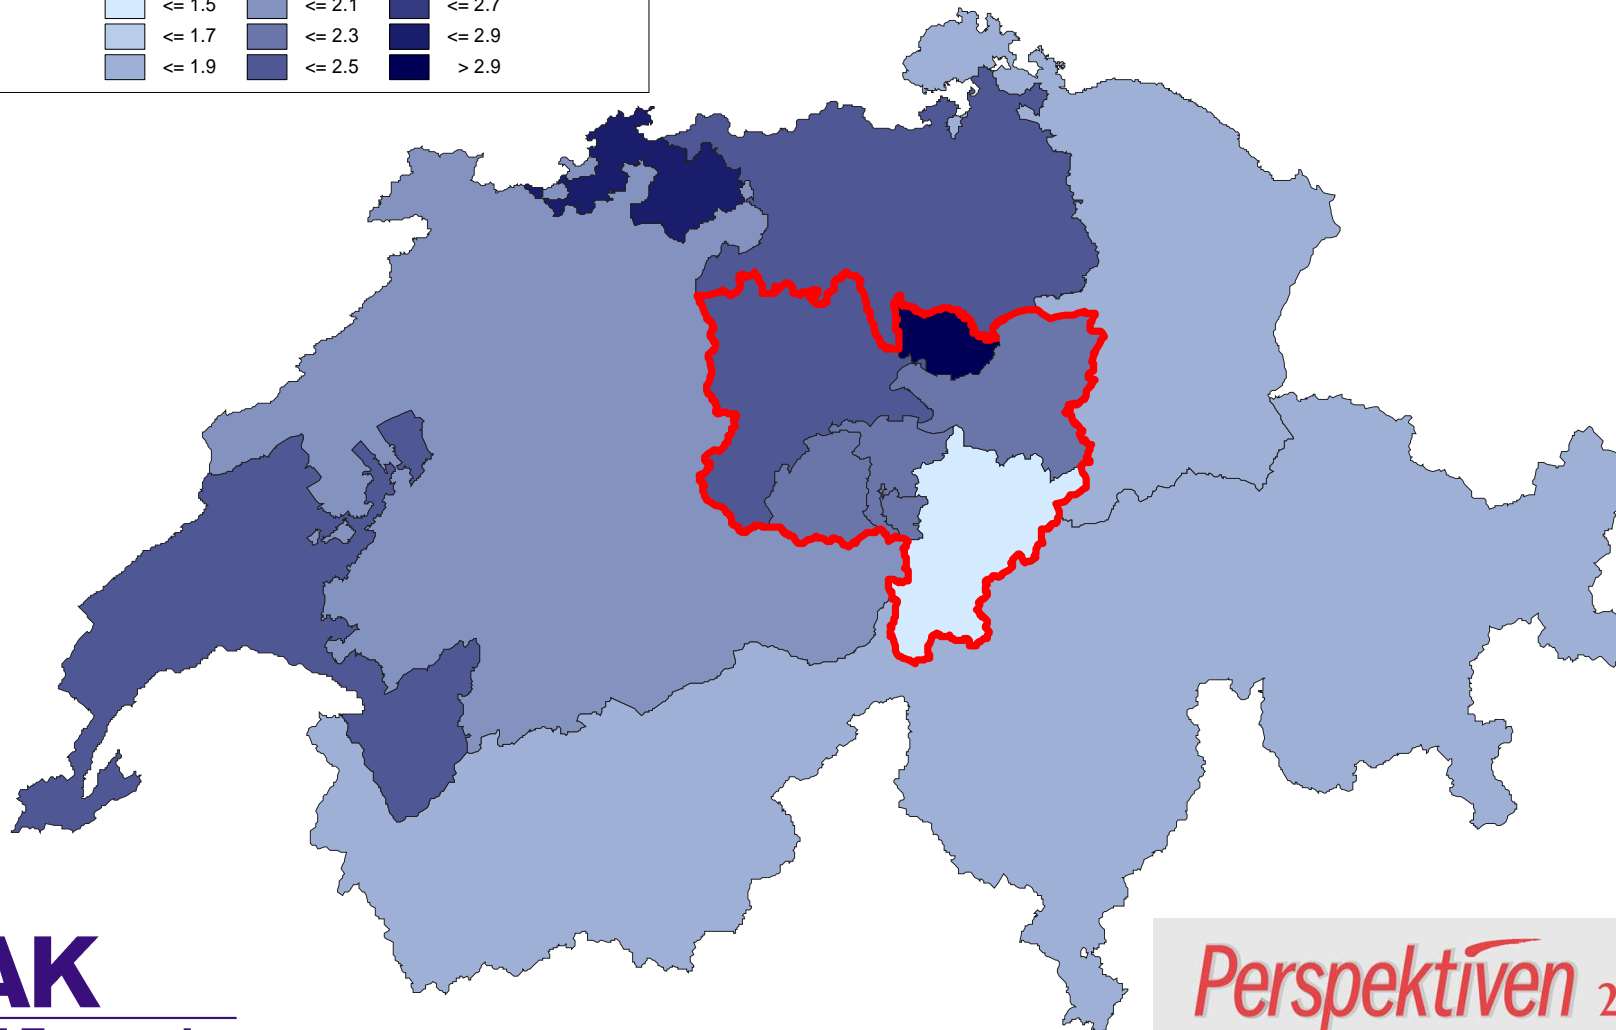 <= 1.5 <= 2.1 <= 2.7
<= 1.7 <= 2.3 <= 2.9
<= 1.9 <= 2.5 > 2.9
AK
Perspektiven 2